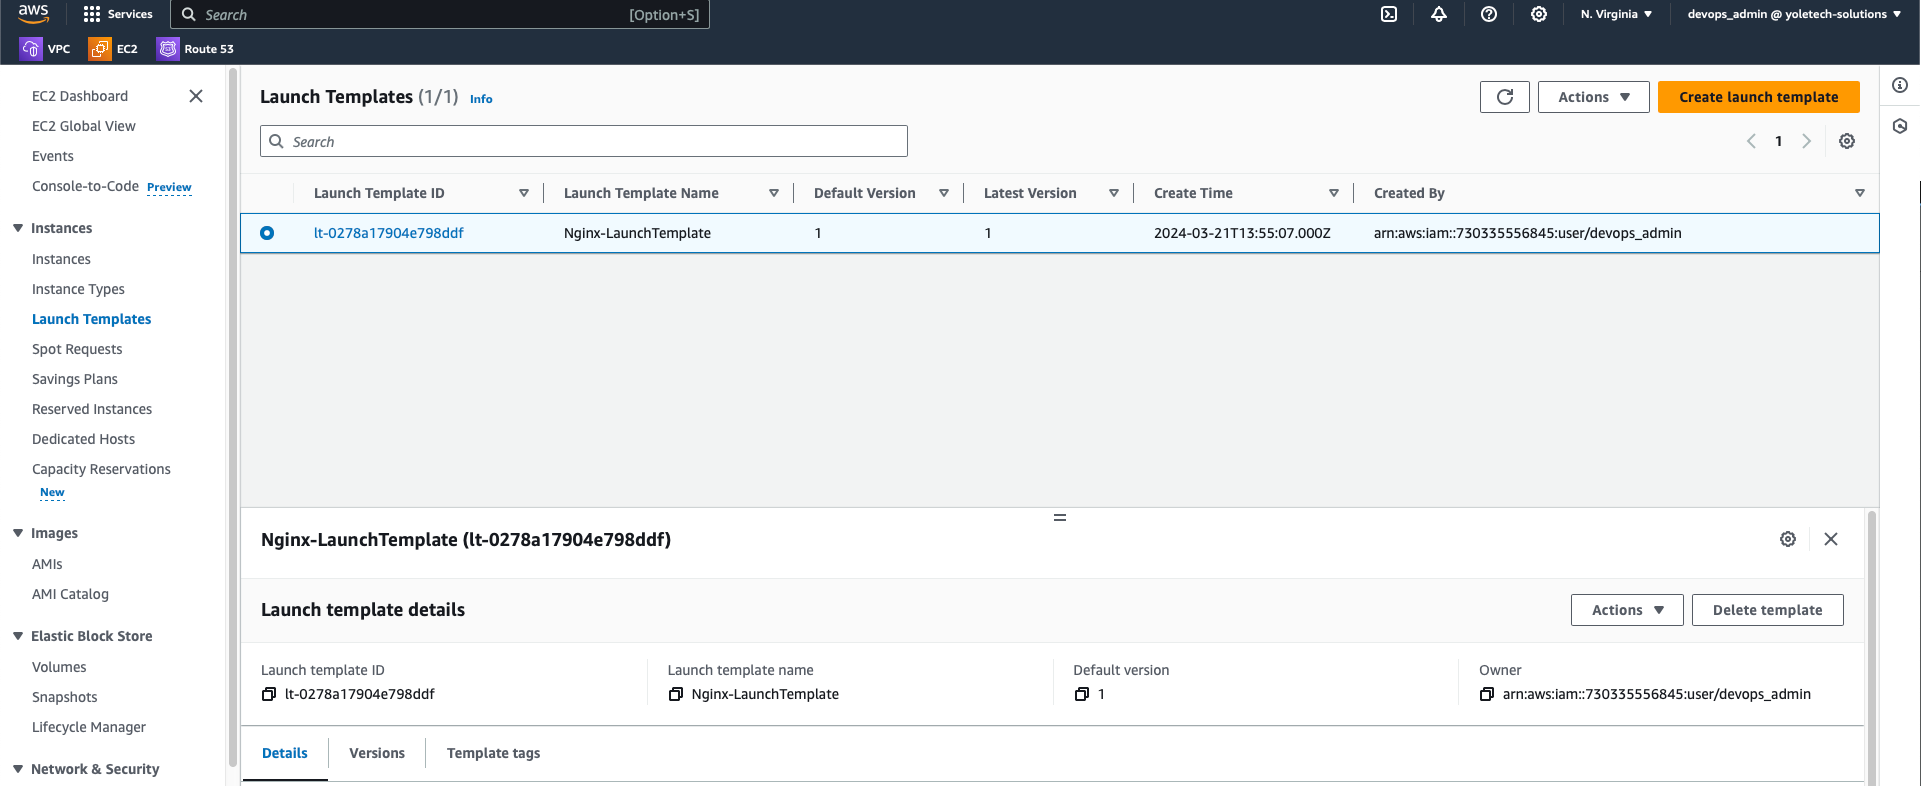 aws
Services
Search
[Option+S]
N. Virginia
devops_admin @ yoletech-solutions
VPC
EC2
Route 53
EC2 Dashboard
EC2 Global View
Events
Console-to-Code Preview
Instances
Instances
Instance Types
Launch Templates
Spot Requests
Savings Plans
Reserved Instances
Dedicated Hosts
Capacity Reservations
New
Images
AMIs
AMI Catalog
Elastic Block Store
Volumes
Snapshots
Lifecycle Manager
Network & Security
Launch Templates (1/1) Info
Actions
Create launch template
Search
1
Launch Template ID Launch Template Name Default Version Latest Version Create Time Created By
lt-0278a17904e798ddf Nginx-LaunchTemplate 1 1 2024-03-21T13:55:07.000Z arn:aws:iam::730335556845:user/devops_admin
Nginx-LaunchTemplate (lt-0278a17904e798ddf)
Launch template details
Actions
Delete template
Launch template ID
lt-0278a17904e798ddf
Launch template name
Nginx-LaunchTemplate
Default version
1
Owner
arn:aws:iam::730335556845:user/devops_admin
Details
Versions
Template tags